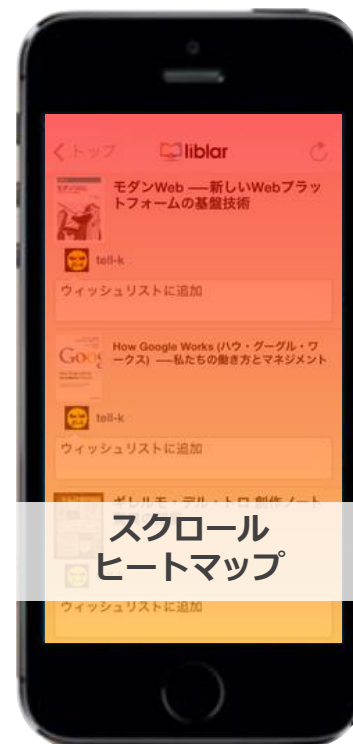 トップ
liblar
モダンWeb ―新しいWebプラッ
トフォームの基盤技術
tell-k
ウィッシュリストに追加
How Google Works (ハウ・グーグル・ワ
ークス) ―私たちの働き方とマネジメント
tell-k
ウィッシュリストに追加
ギレルモ・デル・トロ 創作ノート
スクロール
ヒートマップ
ウィッシュリストに追加